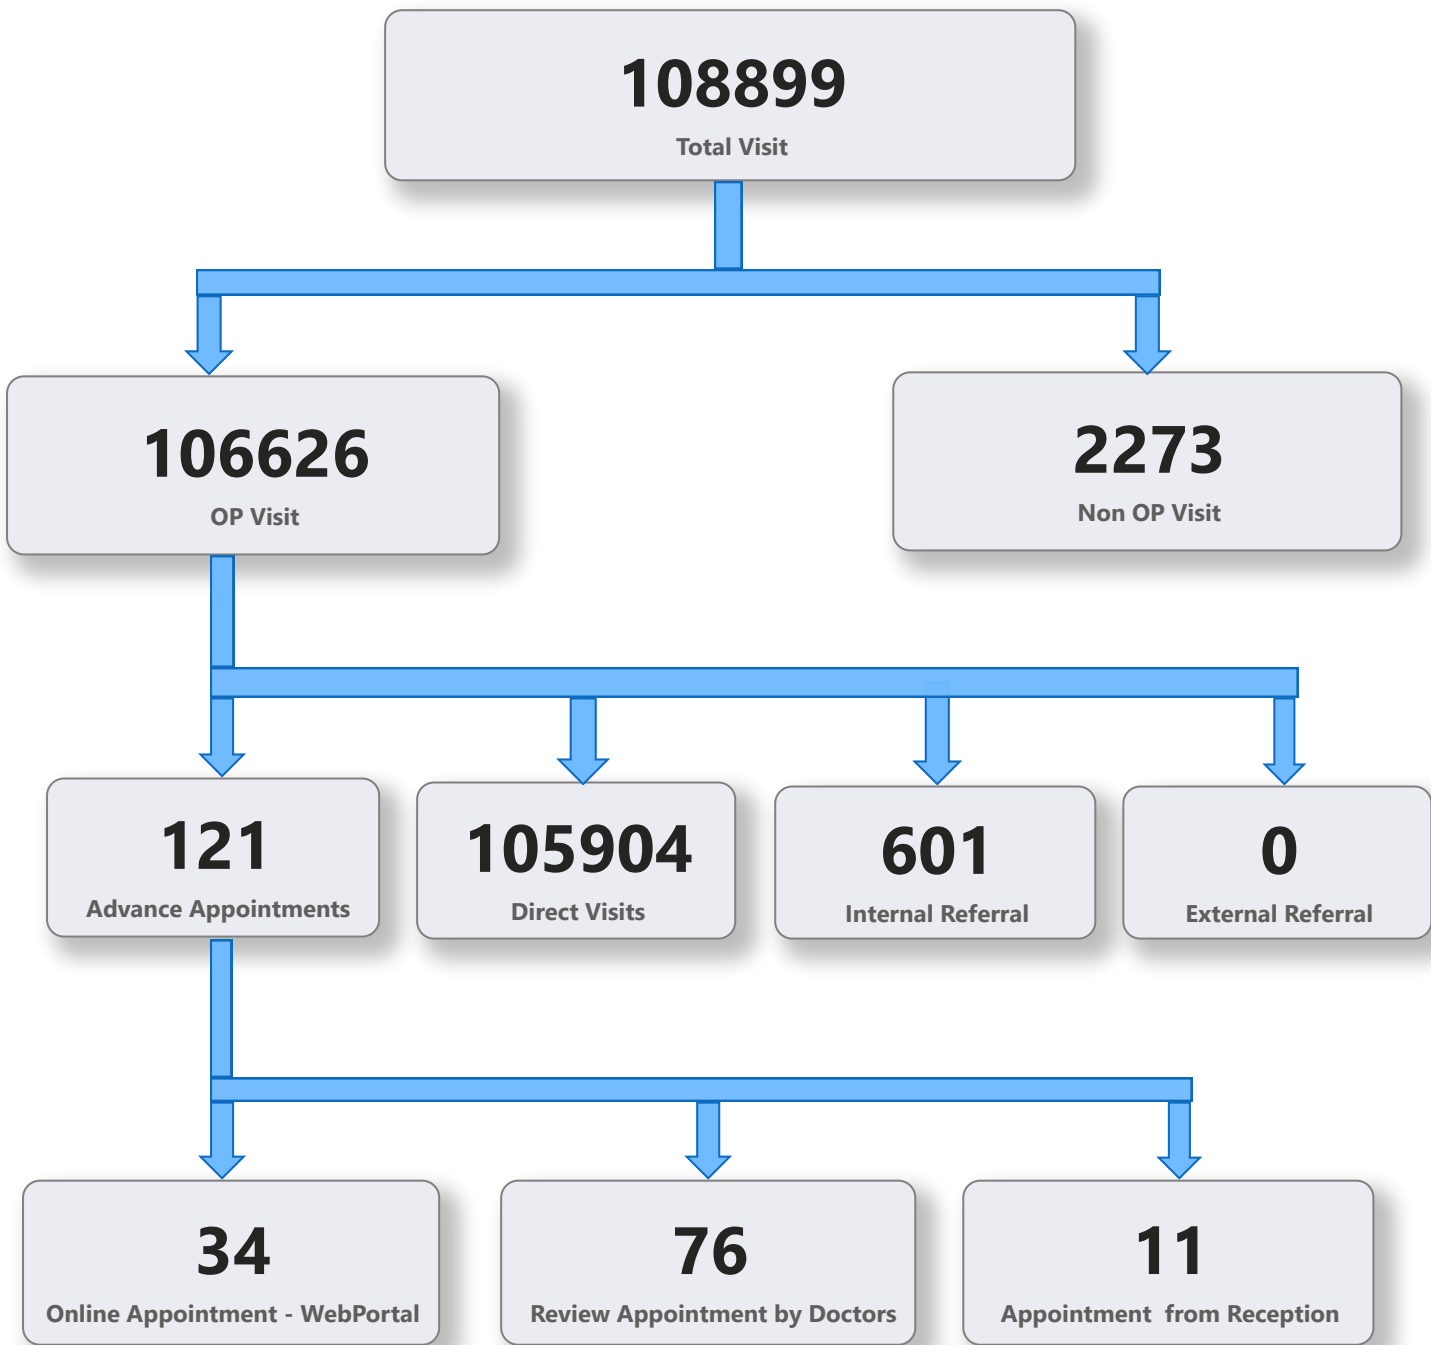 108899
Total Visit
106626
OP Visit
2273
Non OP Visit
121
Advance Appointments
105904
Direct Visits
601
Internal Referral
0
External Referral
34
Online Appointment - WebPortal
76
Review Appointment by Doctors
11
Appointment  from Reception